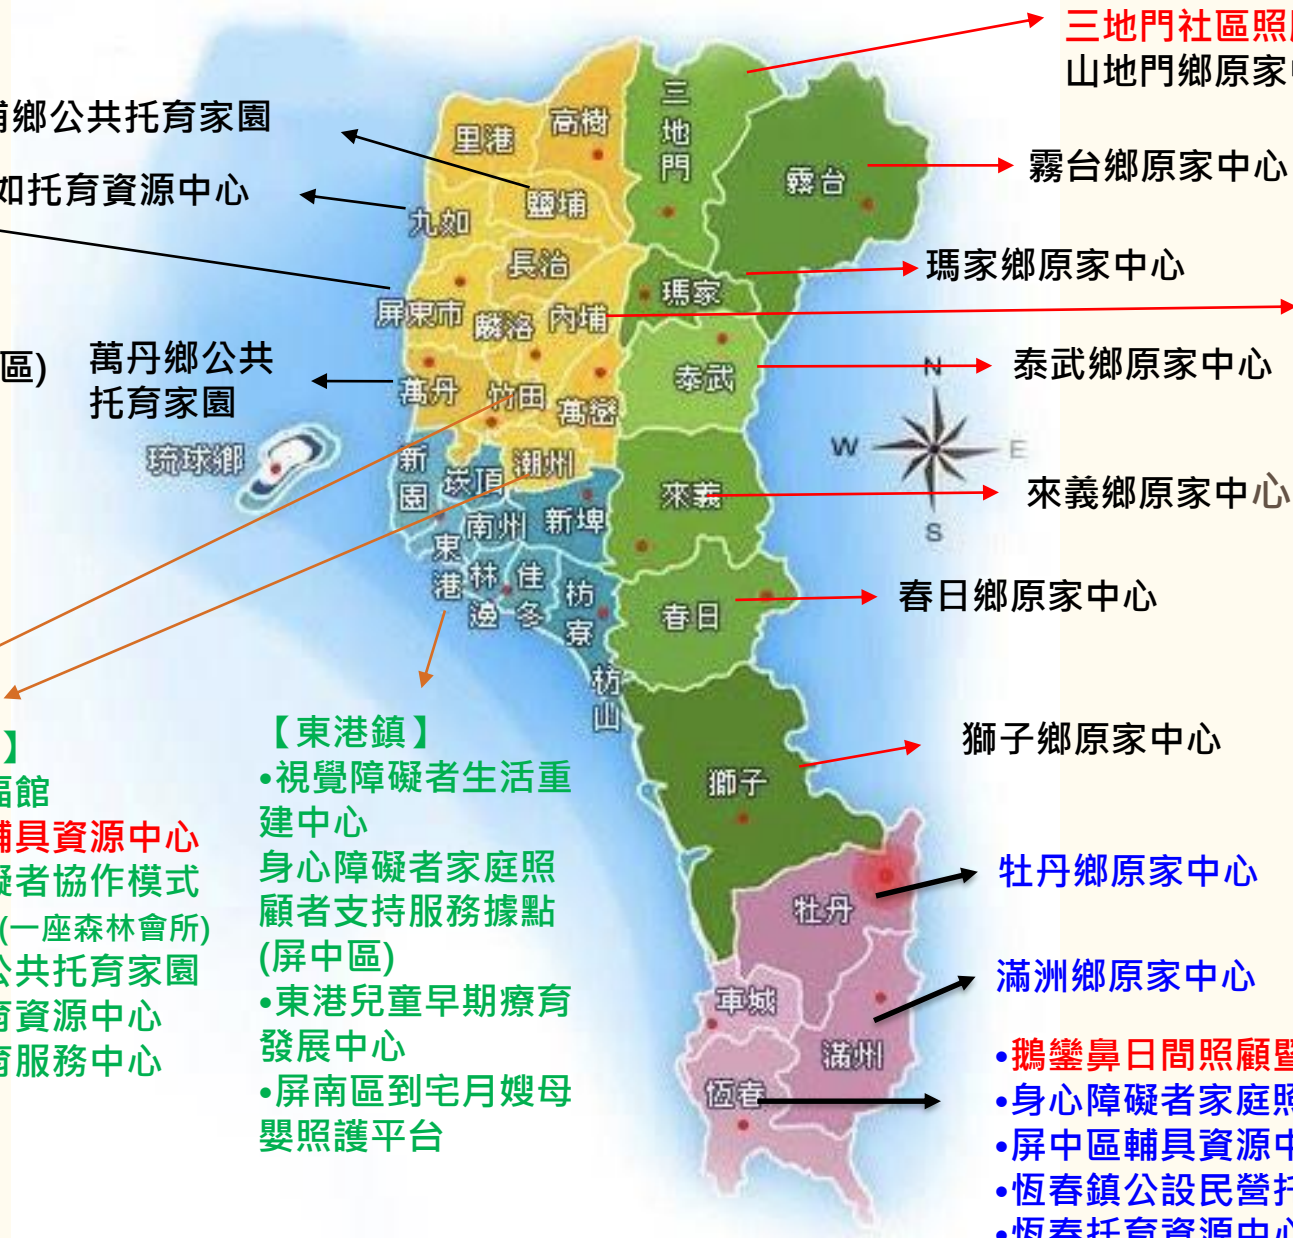 三地門社區照
山地門鄉原家
鄉公共托育家園
如托育資源中心
霧台鄉原家中心
瑪家鄉原家中心
區)
萬丹鄉公共
托育家園
泰武鄉原家中心
來義鄉原家中心
春日鄉原家中心
獅子鄉原家中心
牡丹鄉原家中心
滿洲鄉原家中心
•鵝鑾鼻日間照顧暨
•身心障礙者家庭照
•屏中區輔具資源中
•恆春鎮公設民營托
•恆春托育資源中心
里港
高樹
三地門
霧台
鹽埔
九如
長治
瑪家
屏東市
麟洛
內埔
泰武
萬丹
竹田
萬巒
琉球鄉
新園
崁頂
潮州
來義
南州
新埤
東港
林邊
佳冬
枋寮
春日
枋山
獅子
牡丹
車城
滿州
恆春
N
W
E
S
】
福館
輔具資源中心
礙者協作模式
(一座森林會所)
公共托育家園
育資源中心
育服務中心
【東港鎮】
•視覺障礙者生活重
建中心
身心障礙者家庭照
顧者支持服務據點
(屏中區)
•東港兒童早期療育
發展中心
•屏南區到宅月嫂母
嬰照護平台